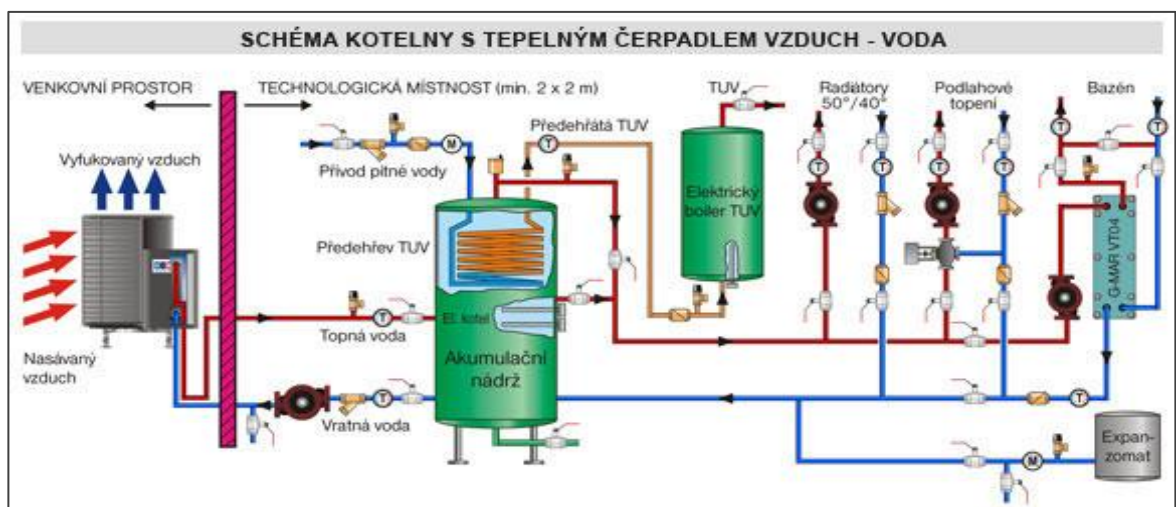 SCHÉMA KOTELNY S TEPELNÝM ČERPADLEM VZDUCH - VODA
VENKOVNÍ PROSTOR
TECHNOLOGICKÁ MÍSTNOST (min. 2 x 2 m)
TUV
Radiátory
50°/40°
Podlahové
topení
Bazén
Předehřátá TUV
T
M
Přívod pitné vody
Vyfukovaný vzduch
Elektrický
boiler TUV
T
T
T
T
T
T
Předehřev TUV
G-MAR VT04
El. kotel
T
Topná voda
Akumulační
nádrž
Nasávaný
vzduch
T
Vratná voda
T
M
Expan-
zomat